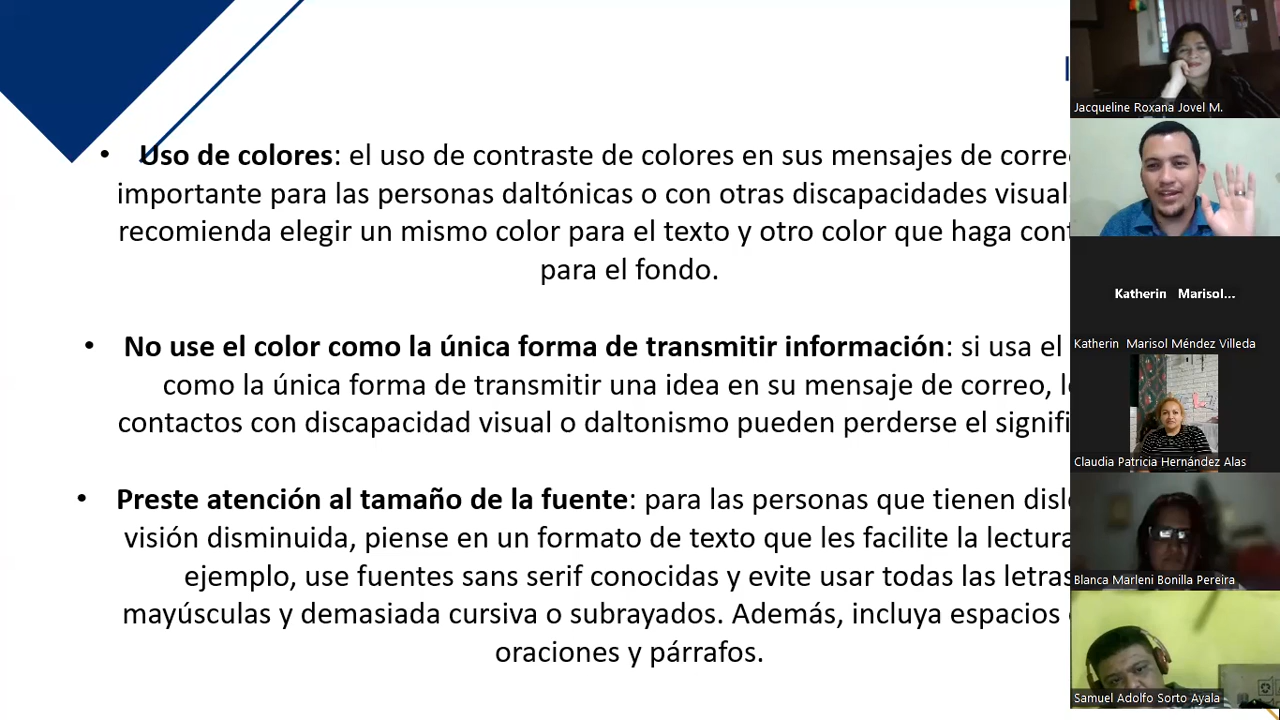 • Uso de colores: el uso de contraste de colores en sus mensajes de
importante para las personas daltónicas o con otras discapacidades
recomienda elegir un mismo color para el texto y otro color que haga
para el fondo.
• No use el color como la única forma de transmitir información: si usa el
como la única forma de transmitir una idea en su mensaje de correo,
contactos con discapacidad visual o daltonismo pueden perderse el
• Preste atención al tamaño de la fuente: para las personas que tienen
visión disminuida, piense en un formato de texto que les facilite la lectura
ejemplo, use fuentes sans serif conocidas y evite usar todas las letras
mayúsculas y demasiada cursiva o subrayados. Además, incluya espacios
oraciones y párrafos.
Jacqueline Roxana Jovel M.
Katherin Marisol...
Katherin Marisol Méndez Villeda
Claudia Patricia Hernández Alas
Blanca Marleni Bonilla Pereira
Samuel Adolfo Sorto Ayala